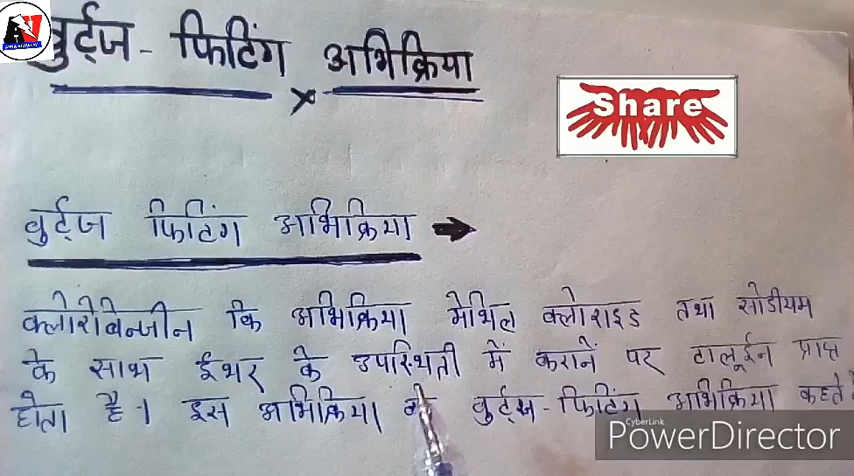 वुर्ट्ज - फिटिंग अभिक्रिया
Share
वुर्ट्ज फिटिंग अभिक्रिया →
क्लोरोबेन्जीन कि अभिक्रिया मेथिल क्लोराइड तथा सोडीयम
के साथ ईथर के उपस्थिती में करानें पर टालूईन प्राप्त
होता है । इस अभिक्रिया को वुर्ट्ज - फिटिंग अभिक्रिया कहते
CyberLink
PowerDirector